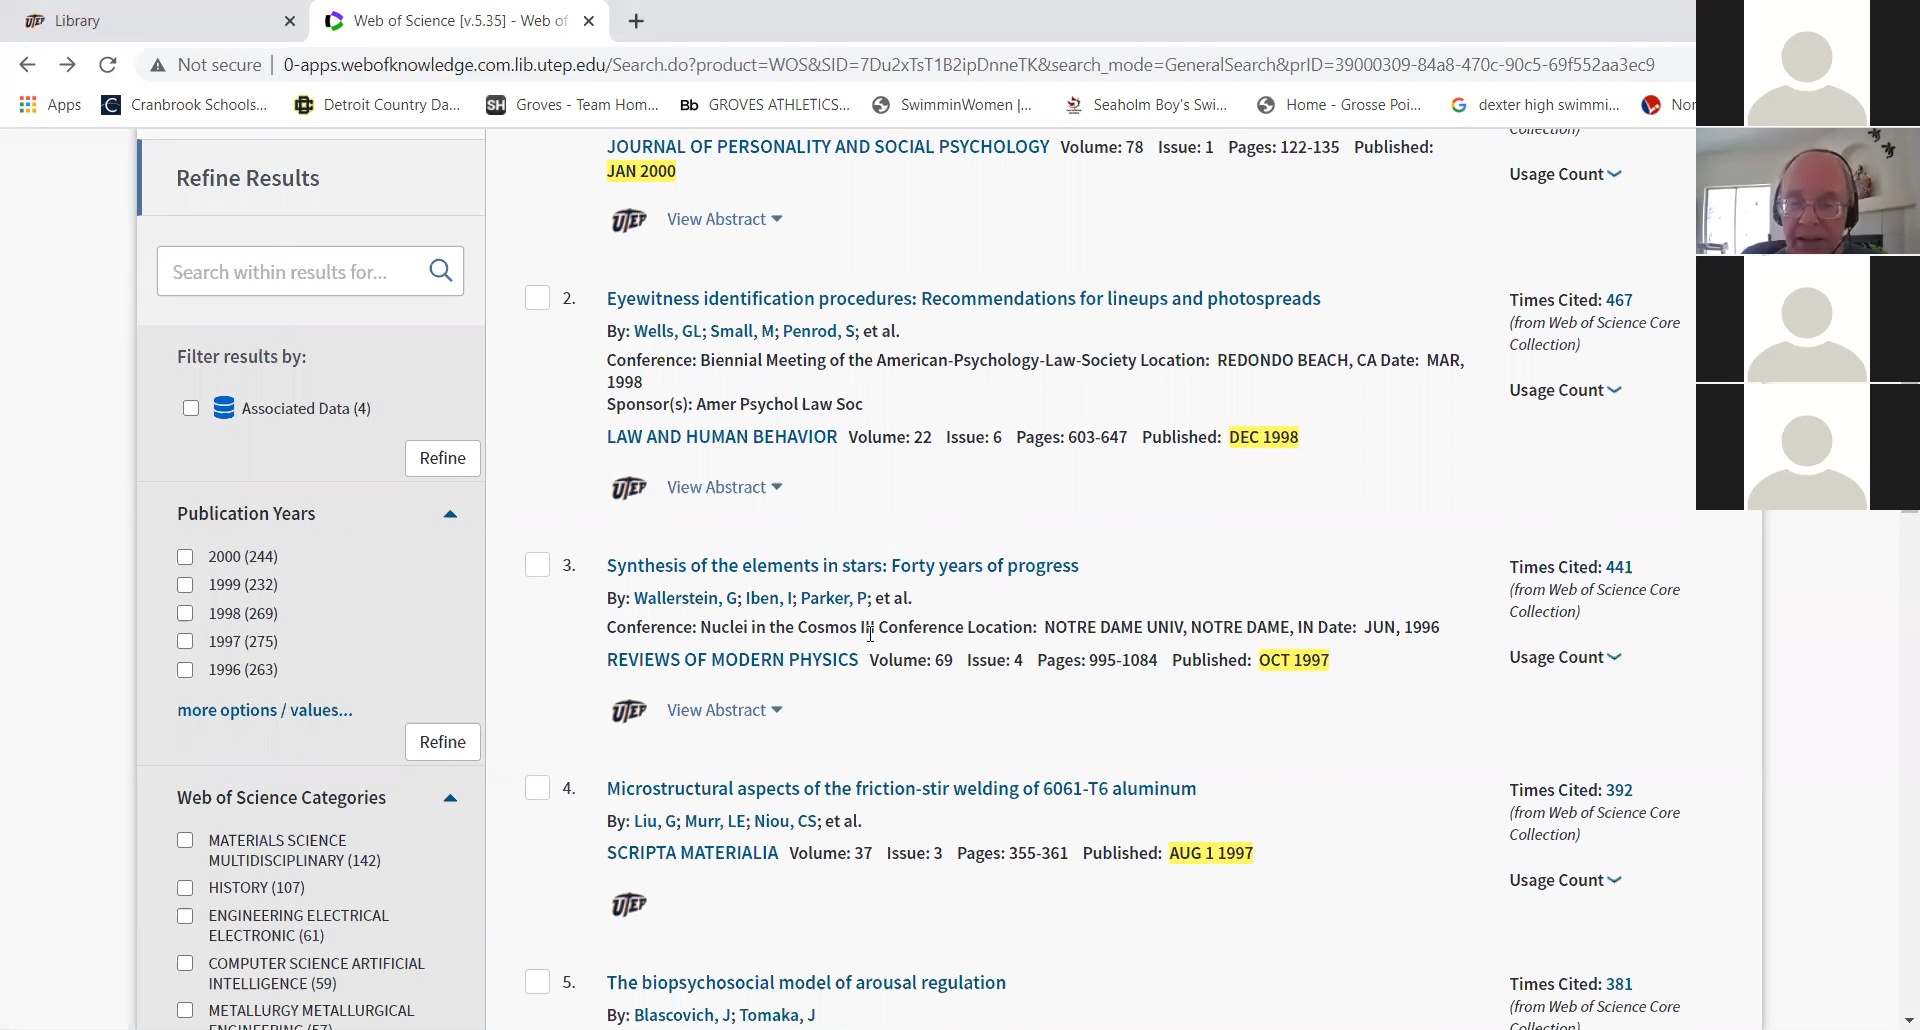 Library
Web of Science [v.5.35] - Web of
Not secure
0-apps.webofknowledge.com.lib.utep.edu/Search.do?product=WOS&SID=7Du2xTsT1B2ipDnneTK&search_mode=GeneralSearch&prID=39000309-84a8-470c-90c5-69f552aa3ec9
Apps
Cranbrook Schools...
Detroit Country Da...
SH Groves - Team Hom...
Bb GROVES ATHLETICS...
SwimminWomen |...
Seaholm Boy's Swi...
Home - Grosse Poi...
G dexter high swimmi...
Nor
Refine Results
Search within results for...
Filter results by:
Associated Data (4)
Refine
Publication Years
2000 (244)
1999 (232)
1998 (269)
1997 (275)
1996 (263)
more options / values...
Refine
Web of Science Categories
MATERIALS SCIENCE
MULTIDISCIPLINARY (142)
HISTORY (107)
ENGINEERING ELECTRICAL
ELECTRONIC (61)
COMPUTER SCIENCE ARTIFICIAL
INTELLIGENCE (59)
METALLURGY METALLURGICAL
ENGINEERING (57)
Collection)
JOURNAL OF PERSONALITY AND SOCIAL PSYCHOLOGY Volume: 78 Issue: 1 Pages: 122-135 Published:
JAN 2000
Usage Count
UTEP View Abstract
2. Eyewitness identification procedures: Recommendations for lineups and photospreads
By: Wells, GL; Small, M; Penrod, S; et al.
Conference: Biennial Meeting of the American-Psychology-Law-Society Location: REDONDO BEACH, CA Date: MAR,
1998
Sponsor(s): Amer Psychol Law Soc
LAW AND HUMAN BEHAVIOR Volume: 22 Issue: 6 Pages: 603-647 Published: DEC 1998
UTEP View Abstract
Times Cited: 467
(from Web of Science Core
Collection)
Usage Count
3. Synthesis of the elements in stars: Forty years of progress
By: Wallerstein, G; Iben, I; Parker, P; et al.
Conference: Nuclei in the Cosmos III Conference Location: NOTRE DAME UNIV, NOTRE DAME, IN Date: JUN, 1996
REVIEWS OF MODERN PHYSICS Volume: 69 Issue: 4 Pages: 995-1084 Published: OCT 1997
UTEP View Abstract
Times Cited: 441
(from Web of Science Core
Collection)
Usage Count
4. Microstructural aspects of the friction-stir welding of 6061-T6 aluminum
By: Liu, G; Murr, LE; Niou, CS; et al.
SCRIPTA MATERIALIA Volume: 37 Issue: 3 Pages: 355-361 Published: AUG 1 1997
UTEP
Times Cited: 392
(from Web of Science Core
Collection)
Usage Count
5. The biopsychosocial model of arousal regulation
By: Blascovich, J; Tomaka, J
Times Cited: 381
(from Web of Science Core
Collection)